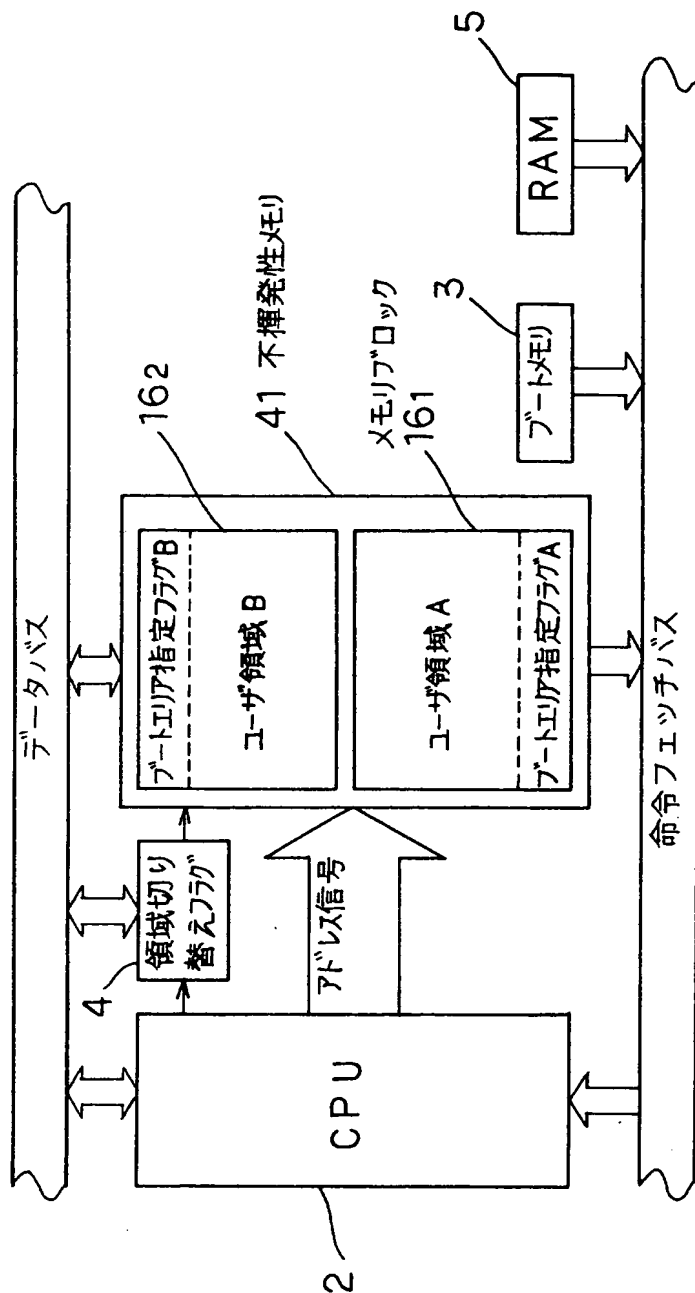 データバス
4
領域切り
替えフラグ
ブートエリア指定フラグB
ユーザ領域B
162
41 不揮発性メモリ
2
CPU
アドレス信号
ユーザ領域A
ブートエリア指定フラグA
メモリブロック
161
3
ブートメモリ
5
RAM
命令フェッチバス